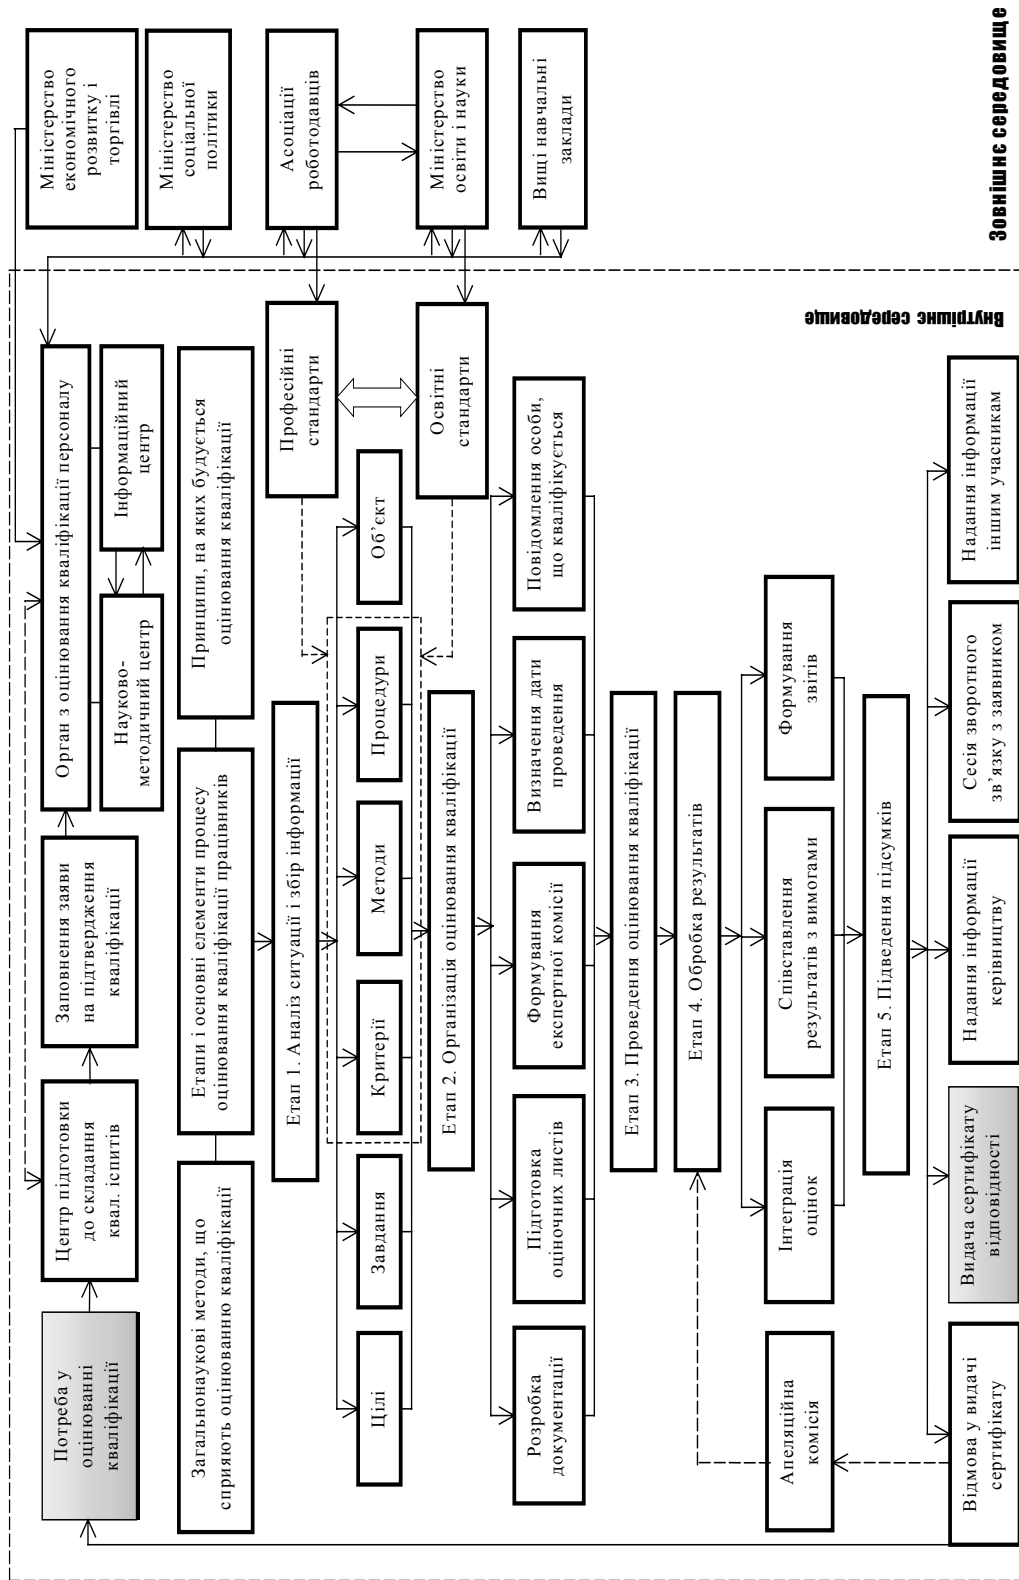 Міністерство
економічного
розвитку і
торгівлі
Міністерство
соціальної
політики
Асоціації
роботодавців
Міністерство
освіти і науки
Вищі навчальні
заклади
Зовнішнє середовище
Внутрішнє середовище
Потреба у
оцінюванні
кваліфікації
Центр підготовки
до складання
квал. іспитів
Заповнення заяви
на підтвердження
кваліфікації
Орган з оцінювання кваліфікації персоналу
Науково-
методичний центр
Інформаційний
центр
Загальнонаукові методи, що
сприяють оцінюванню кваліфікації
Етапи і основні елементи процесу
оцінювання кваліфікації працівників
Принципи, на яких будується
оцінювання кваліфікації
Етап 1. Аналіз ситуації і збір інформації
Професійні
стандарти
Цілі
Завдання
Критерії
Методи
Процедури
Об’єкт
Освітні
стандарти
Етап 2. Організація оцінювання кваліфікації
Розробка
документації
Підготовка
оціночних листів
Формування
експертної комісії
Визначення дати
проведення
Повідомлення особи,
що кваліфікується
Етап 3. Проведення оцінювання кваліфікації
Етап 4. Обробка результатів
Апеляційна
комісія
Інтеграція
оцінок
Співставлення
результатів з вимогами
Формування
звітів
Етап 5. Підведення підсумків
Відмова у видачі
сертифікату
Видача сертифікату
відповідності
Надання інформації
керівництву
Сесія зворотного
зв’язку з заявником
Надання інформації
іншим учасникам